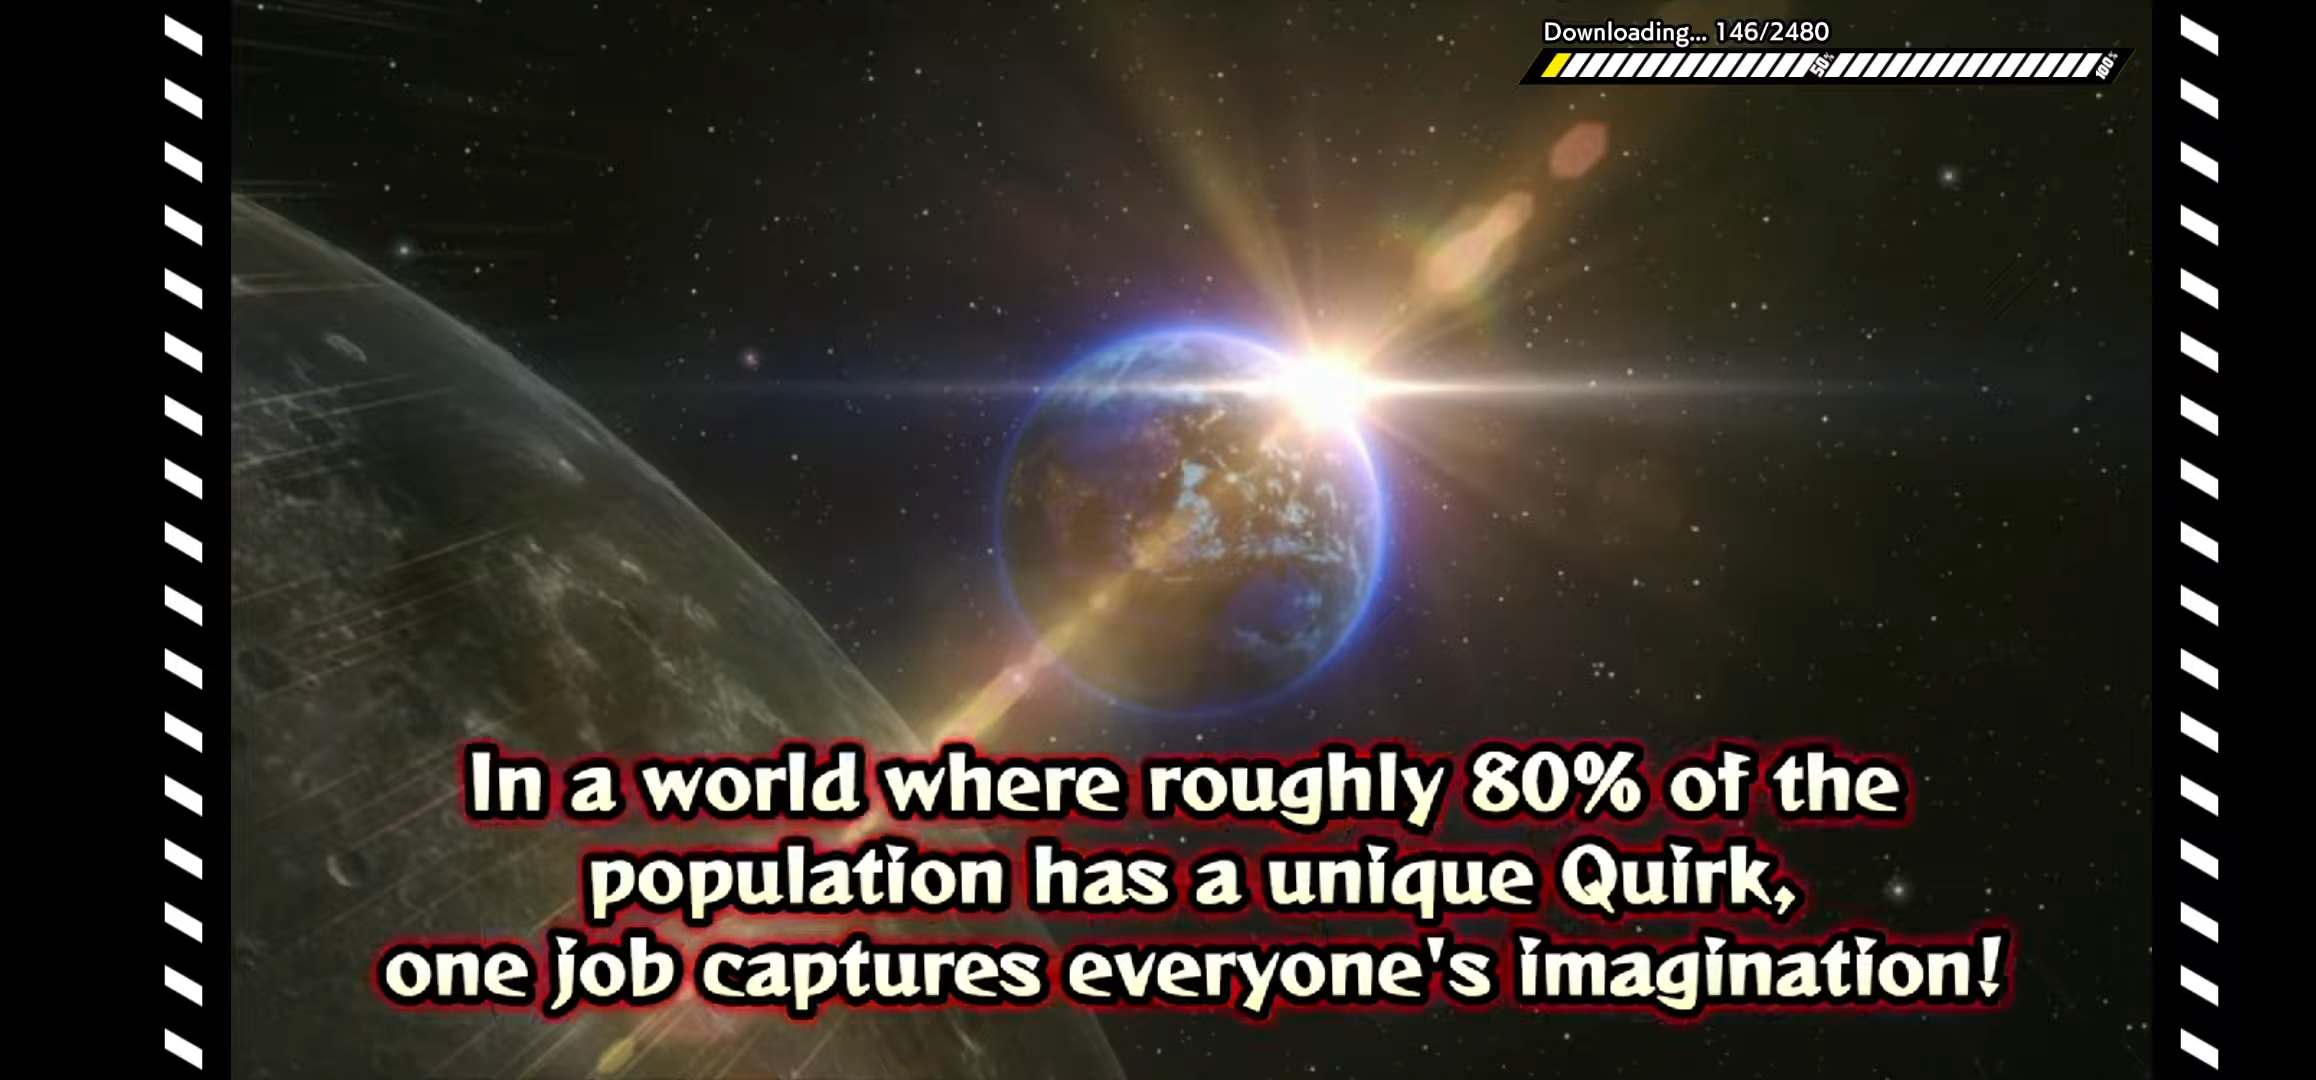 Downloading... 146/2480
50%
100%
In a world where roughly 80% of the
population has a unique Quirk,
one job captures everyone's imagination!